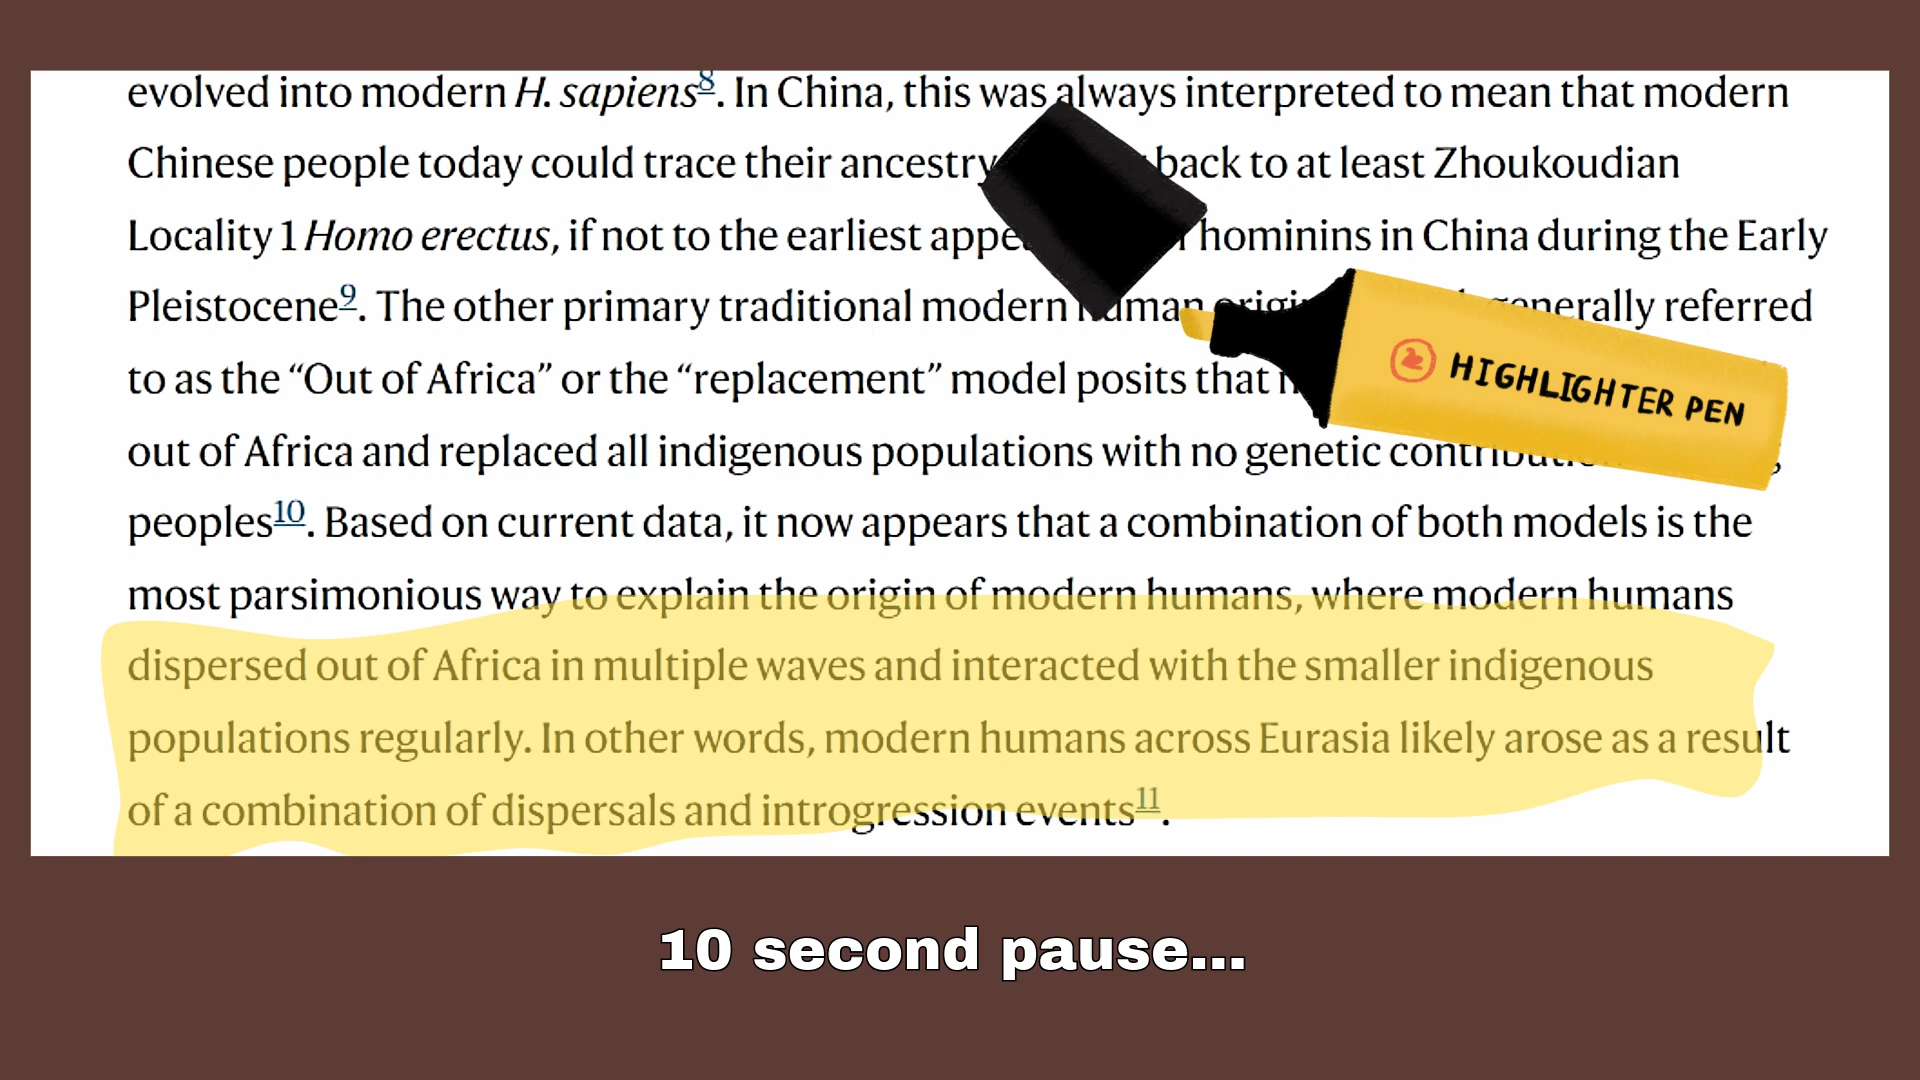 evolved into modern H. sapiens8. In China, this was always interpreted to mean that modern
Chinese people today could trace their ancestry back to at least Zhoukoudian
Locality 1 Homo erectus, if not to the earliest hominins in China during the Early
Pleistocene9. The other primary traditional modern human generally referred
to as the “Out of Africa” or the “replacement” model posits that
out of Africa and replaced all indigenous populations with no genetic
peoples10. Based on current data, it now appears that a combination of both models is the
most parsimonious way to explain the origin of modern humans, where modern humans
dispersed out of Africa in multiple waves and interacted with the smaller indigenous
populations regularly. In other words, modern humans across Eurasia likely arose as a result
of a combination of dispersals and introgression events11.
HIGHLIGHTER PEN
10 second pause...